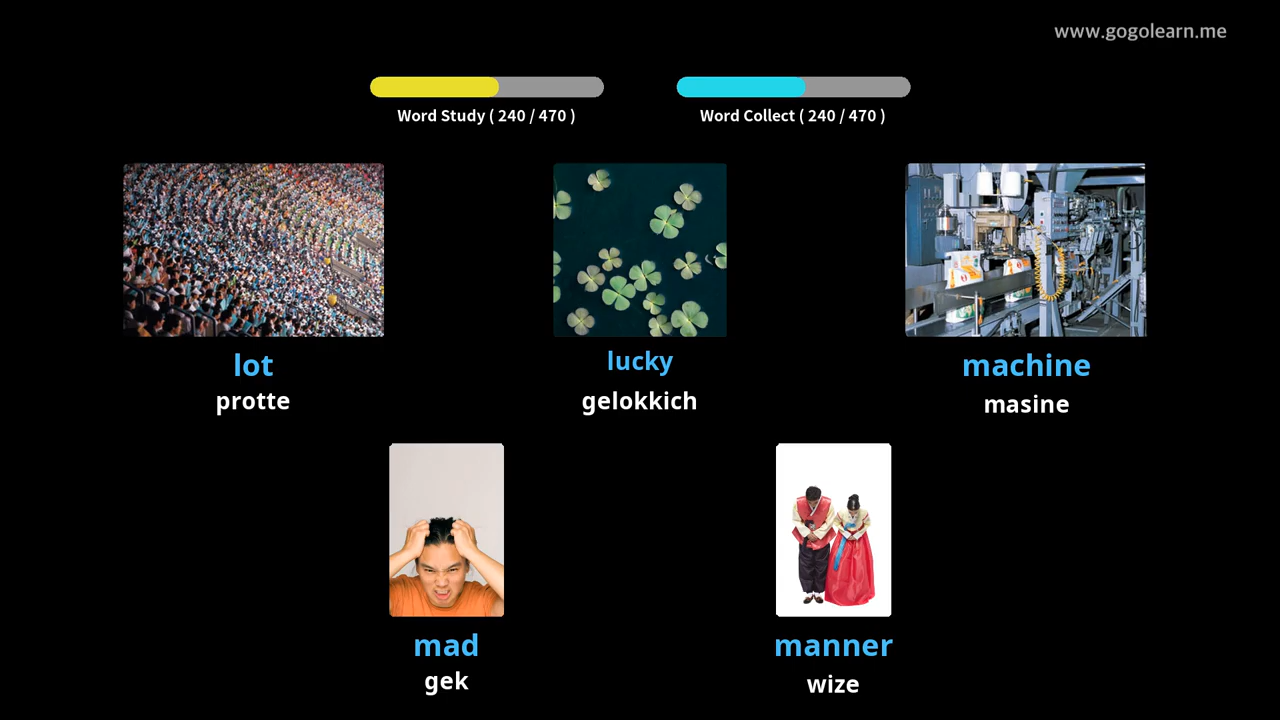 www.gogolearn.me
Word Study ( 240 / 470 )
Word Collect ( 240 / 470 )
lot
protte
lucky
gelokkich
machine
masine
mad
gek
manner
wize